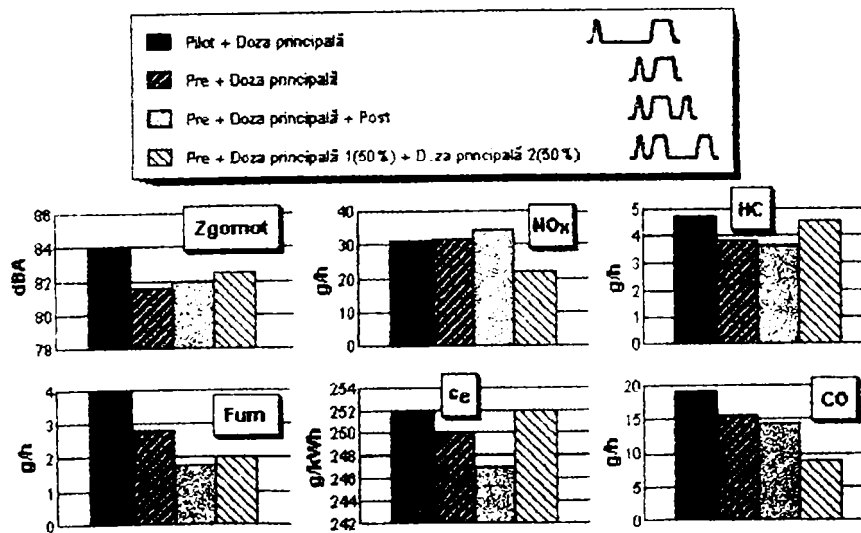 Pilot + Doza principală
Pre + Doza principală
Pre + Doza principală + Post
Pre + Doza principală 1(50%) + D.za principală 2(50%)
Zgomot
dBA
86
84
82
80
78
NOx
g/h
40
30
20
10
0
HC
g/h
5
4
3
2
1
0
Fum
g/h
4
3
2
1
0
ce
g/kWh
254
252
250
248
246
244
242
CO
g/h
20
15
10
5
0